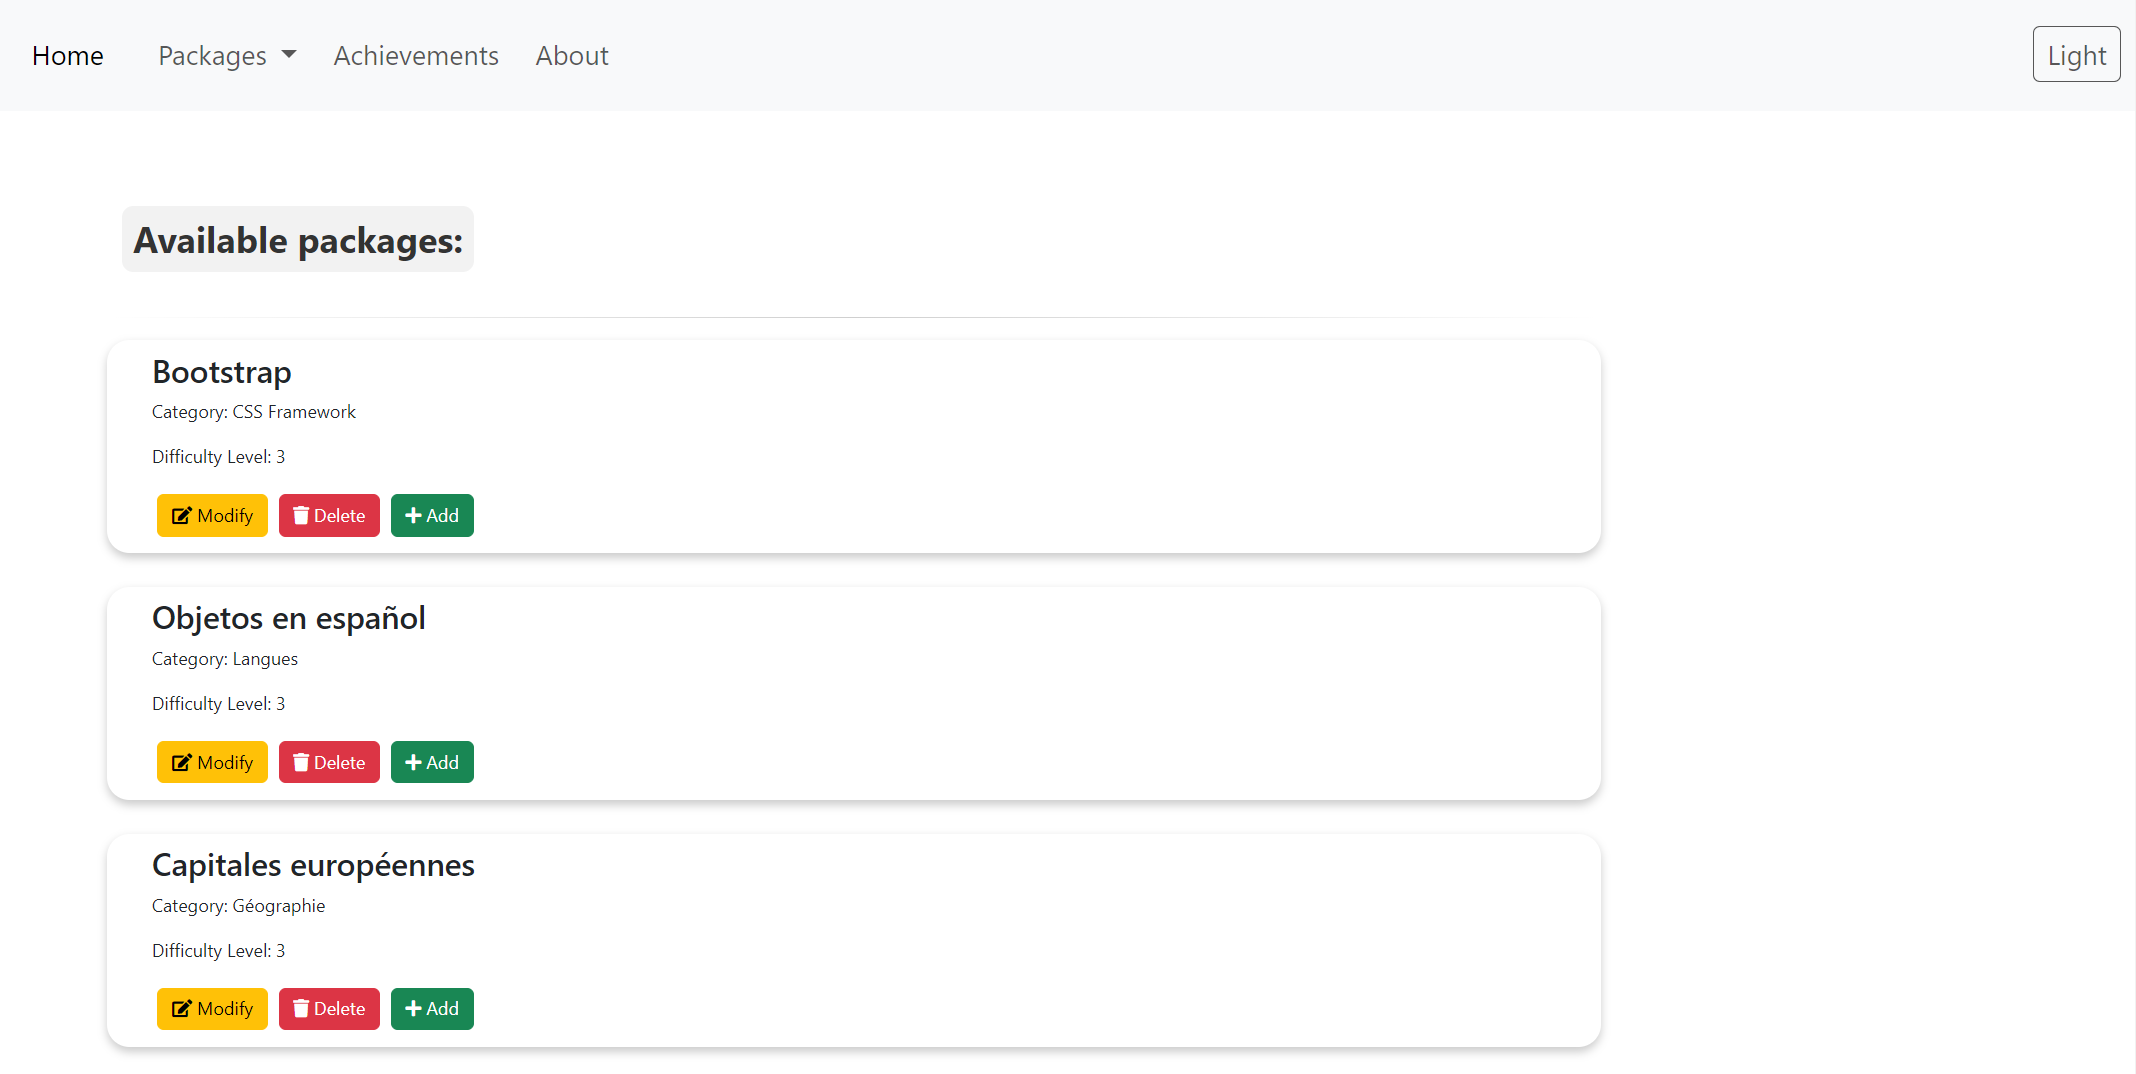 Home Packages Achievements About Light
Available packages:
Bootstrap
Category: CSS Framework
Difficulty Level: 3
Modify Delete Add
Objetos en español
Category: Langues
Difficulty Level: 3
Modify Delete Add
Capitales européennes
Category: Géographie
Difficulty Level: 3
Modify Delete Add